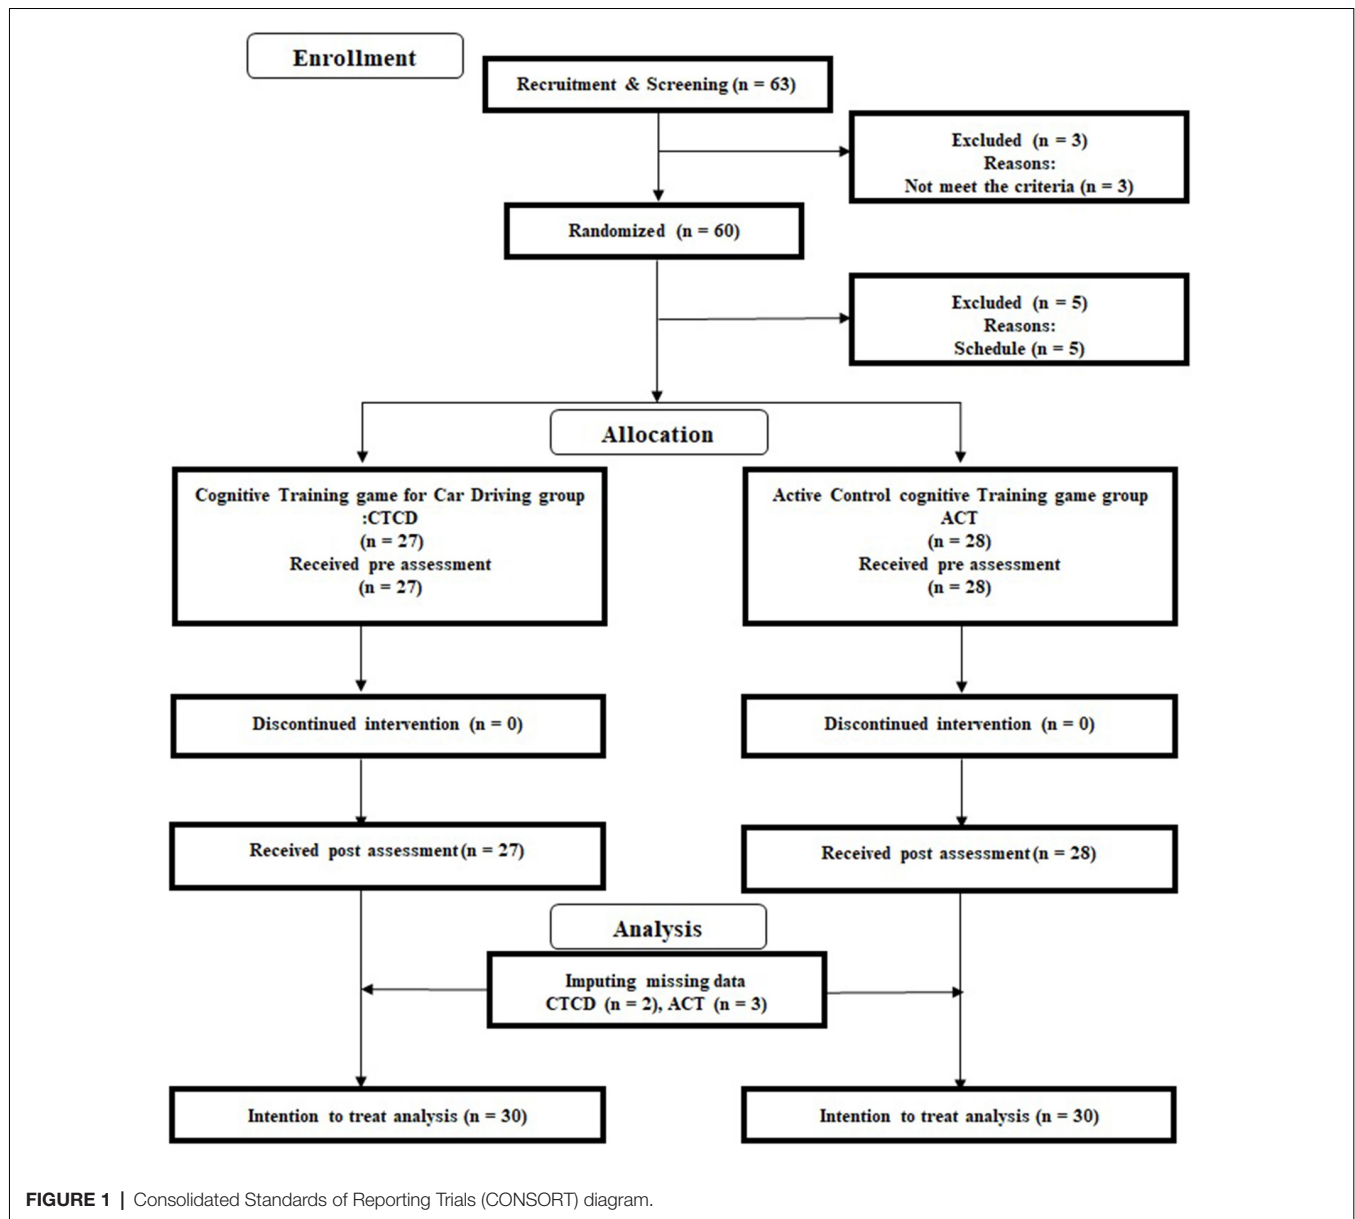 Enrollment
Recruitment & Screening (n = 63)
Excluded (n = 3)
Reasons:
Not meet the criteria (n = 3)
Randomized (n = 60)
Excluded (n = 5)
Reasons:
Schedule (n = 5)
Allocation
Cognitive Training game for Car Driving group
:CTCD
(n = 27)
Received pre assessment
(n = 27)
Active Control cognitive Training game group
ACT
(n = 28)
Received pre assessment
(n = 28)
Discontinued intervention (n = 0)
Discontinued intervention (n = 0)
Received post assessment (n = 27)
Received post assessment (n = 28)
Analysis
Imputing missing data
CTCD (n = 2), ACT (n = 3)
Intention to treat analysis (n = 30)
Intention to treat analysis (n = 30)
FIGURE 1 | Consolidated Standards of Reporting Trials (CONSORT) diagram.